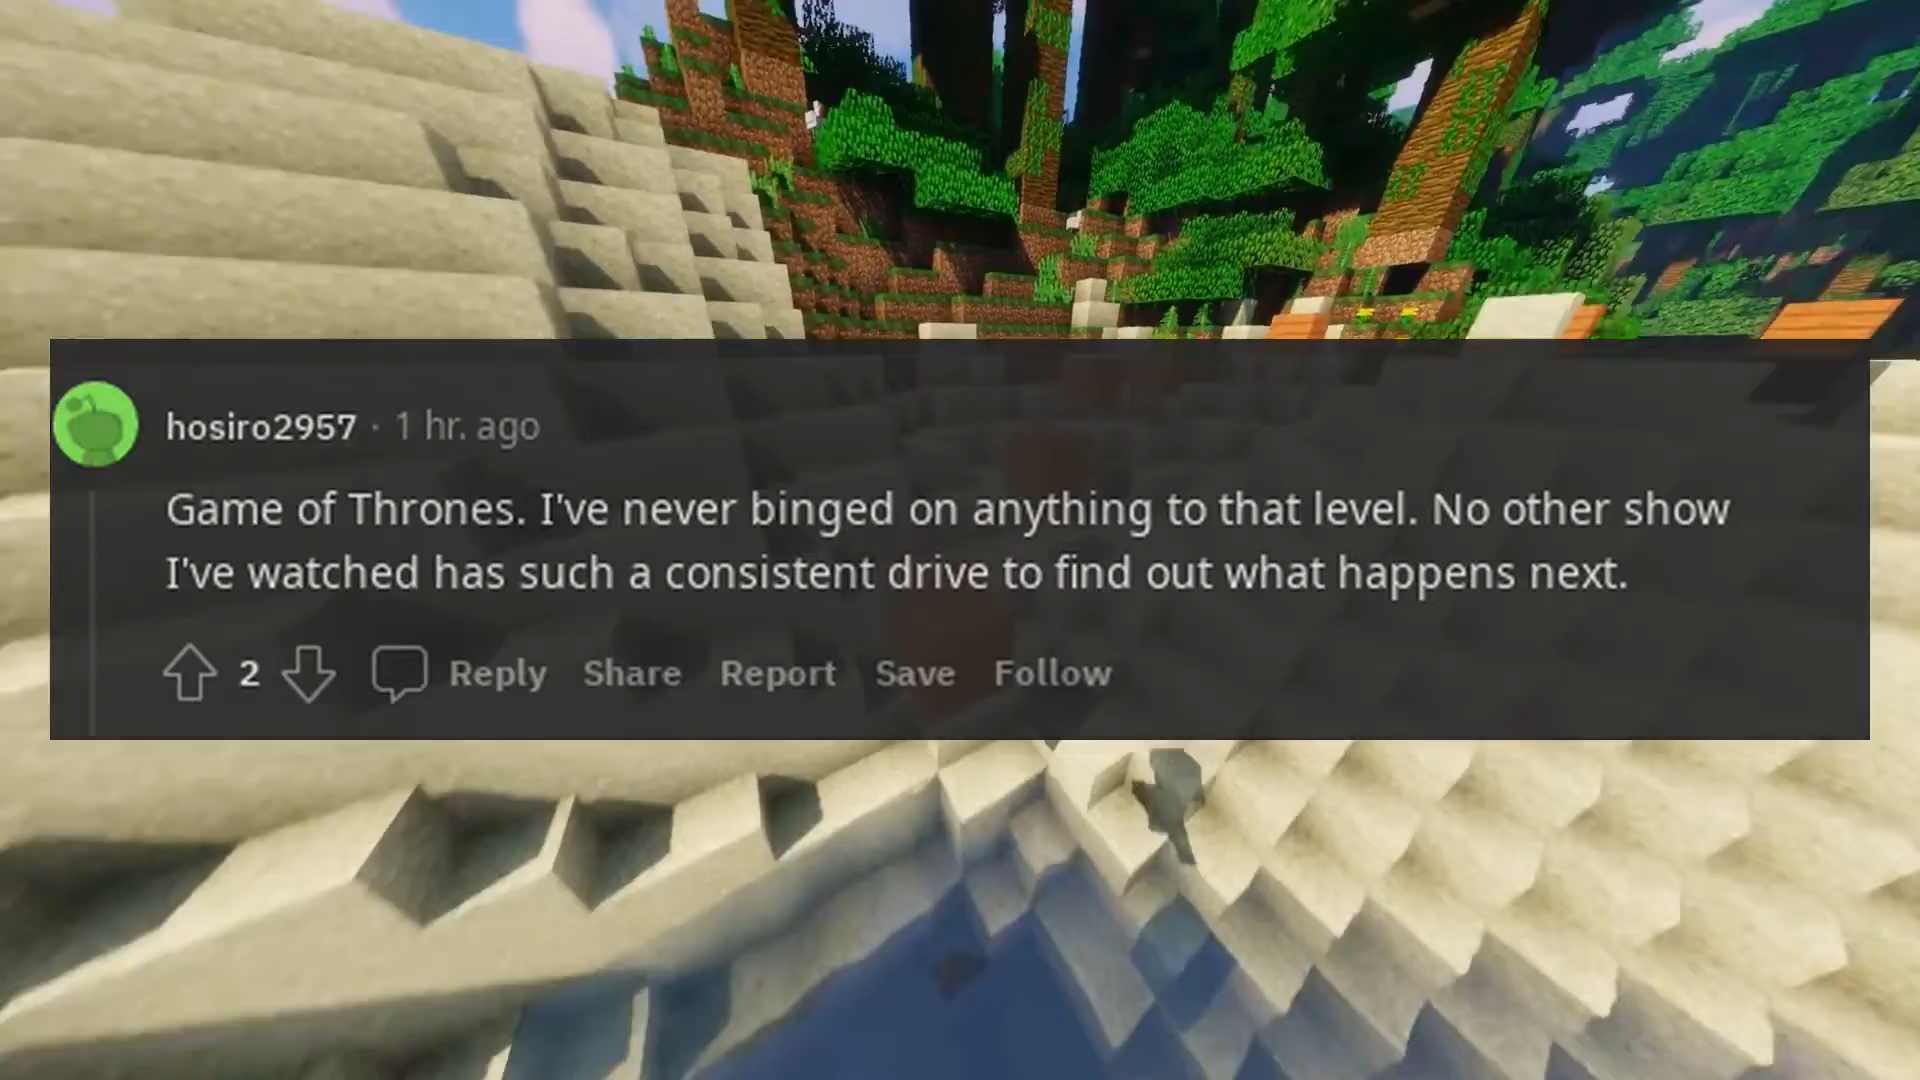 hosiro2957 · 1 hr. ago
Game of Thrones. I've never binged on anything to that level. No other show
I've watched has such a consistent drive to find out what happens next.
2 Reply Share Report Save Follow